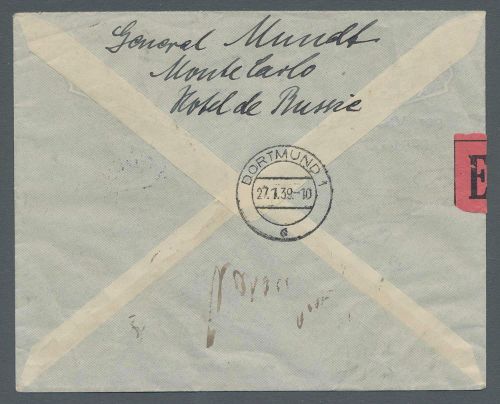 General Mundt
Monte Carlo
Hotel de Russie
E
DORTMUND 1
27.1.39.-10